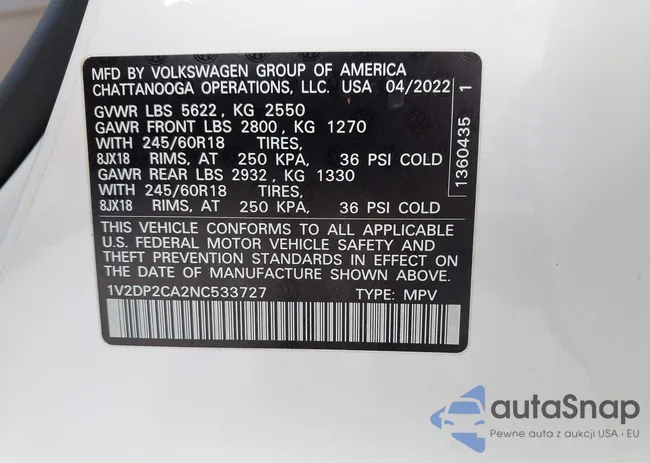 MFD BY VOLKSWAGEN GROUP OF AMERICA
CHATTANOOGA OPERATIONS, LLC. USA 04/2022
GVWR LBS 5622, KG 2550
GAWR FRONT LBS 2800, KG 1270
WITH 245/60R18 TIRES,
8JX18 RIMS, AT 250 KPA, 36 PSI COLD
GAWR REAR LBS 2932, KG 1330
WITH 245/60R18 TIRES,
8JX18 RIMS, AT 250 KPA, 36 PSI COLD
THIS VEHICLE CONFORMS TO ALL APPLICABLE
U.S. FEDERAL MOTOR VEHICLE SAFETY AND
THEFT PREVENTION STANDARDS IN EFFECT ON
THE DATE OF MANUFACTURE SHOWN ABOVE.
1V2DP2CA2NC533727 TYPE: MPV
1360435 1
autaSnap
Pewne auta z aukcji USA i EU